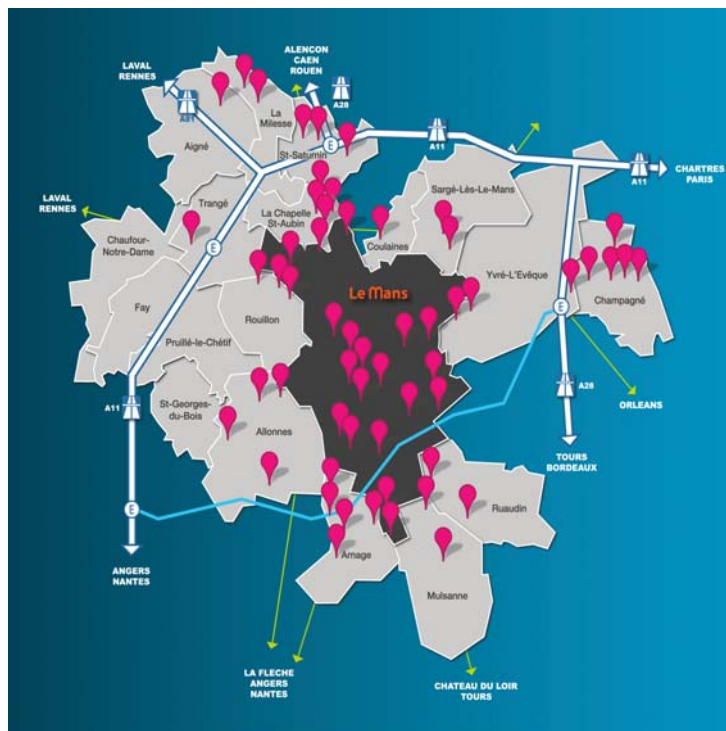 LAVAL
RENNES
ALENCON
CAEN
ROUEN
A28
A81
La
Milesse
Aigné
St-Saturnin
E
A11
A11
CHARTRES
PARIS
Sargé-Lès-Le-Mans
LAVAL
RENNES
Trangé
La Chapelle
St-Aubin
Coulaines
Chaufour-
Notre-Dame
E
Yvré-L'Evêque
Le Mans
Champagné
Fay
Rouillon
E
Pruillé-le-Chétif
A28
A11
St-Georges-
du-Bois
ORLEANS
Allonnes
TOURS
BORDEAUX
E
Ruaudin
Arnage
ANGERS
NANTES
Mulsanne
LA FLECHE
ANGERS
NANTES
CHATEAU DU LOIR
TOURS